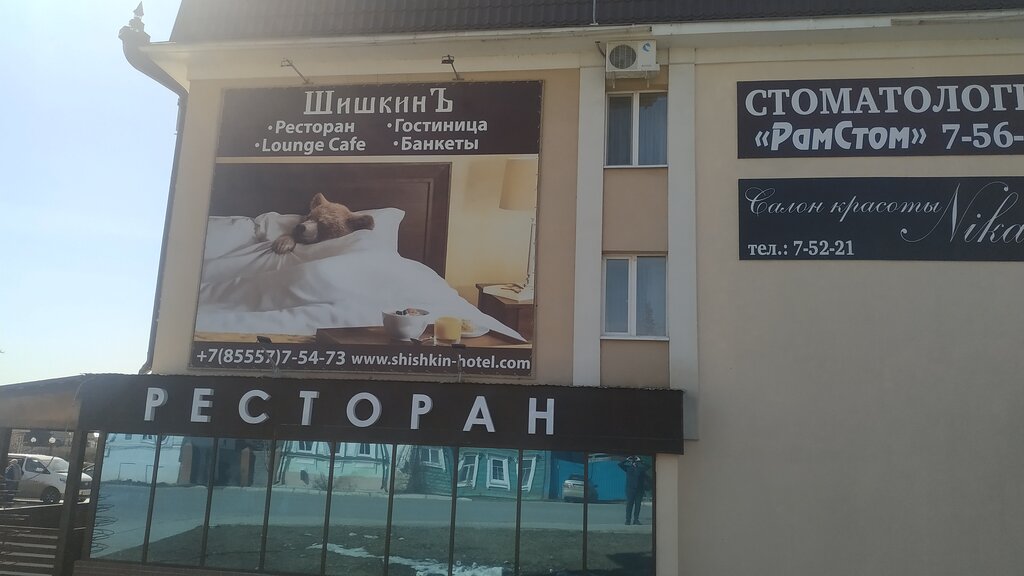 ШишкинЪ
•Ресторан •Гостиница
•Lounge Cafe •Банкеты
+7(85557)7-54-73 www.shishkin-hotel.com
РЕСТОРАН
СТОМАТОЛОГИ
«РамСтом» 7-56-
Салон красоты Nika
тел.: 7-52-21